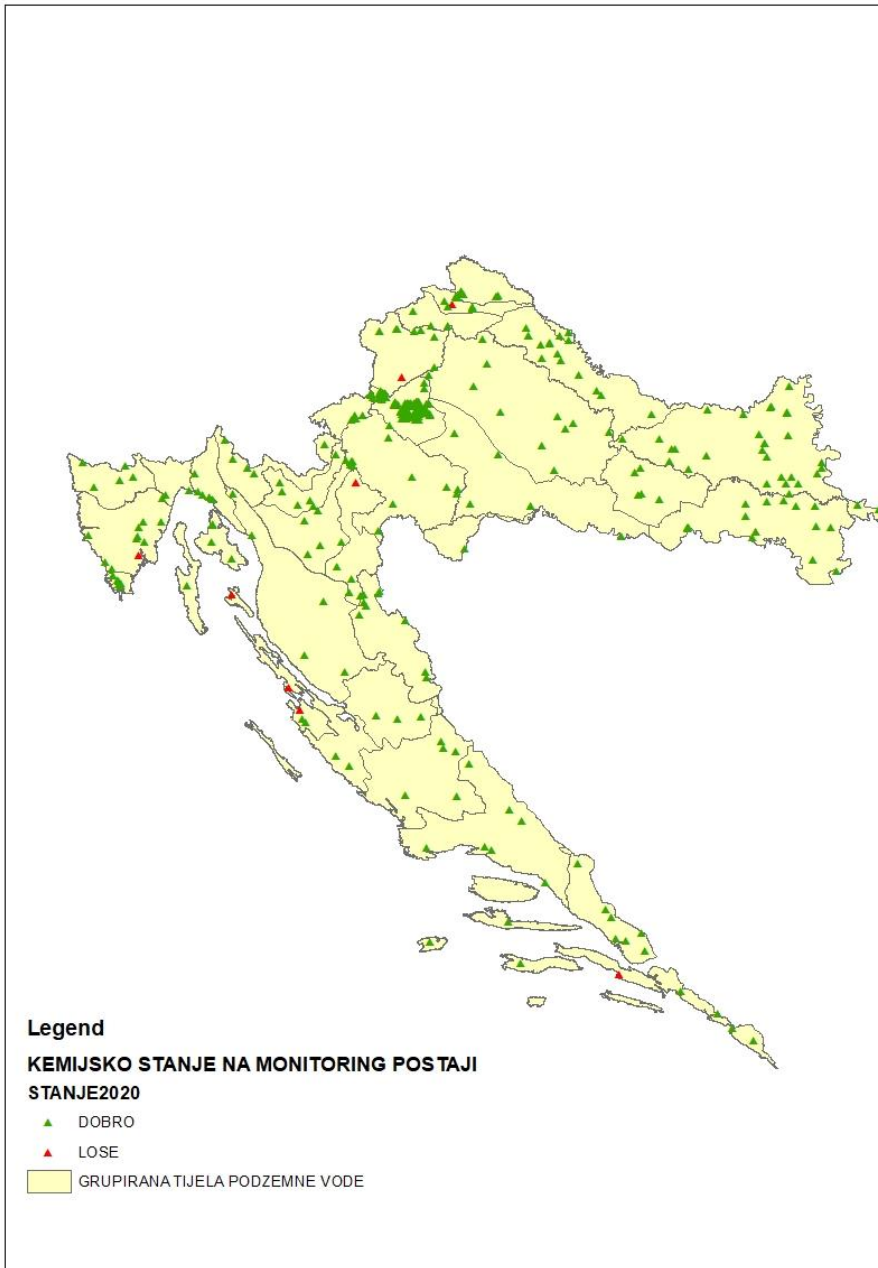 Legend
KEMIJSKO STANJE NA MONITORING POSTAJI
STANJE2020
DOBRO
LOSE
GRUPIRANA TIJELA PODZEMNE VODE